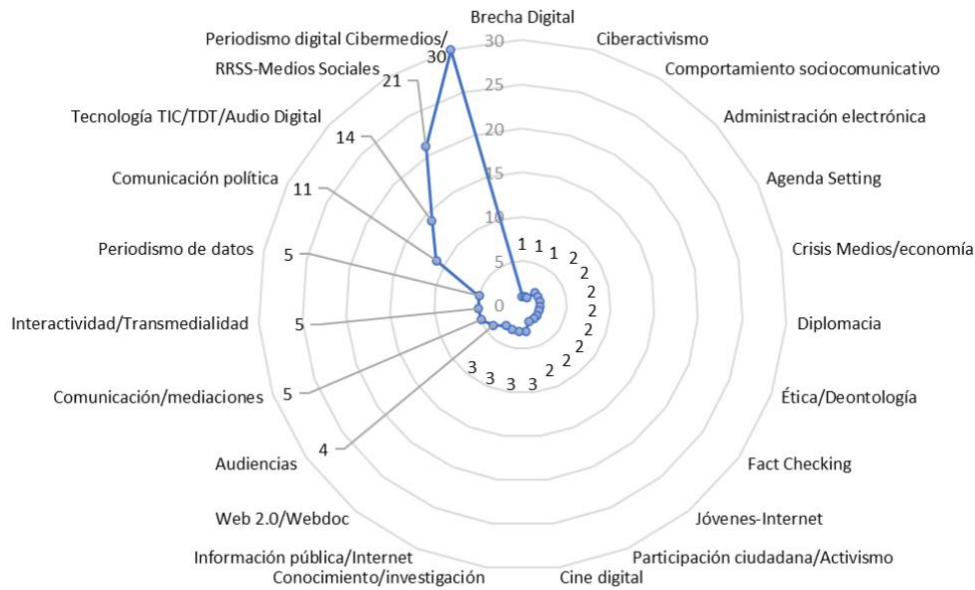 Brecha Digital
Ciberactivismo
Comportamiento sociocomunicativo
Administración electrónica
Agenda Setting
Crisis Medios/economía
Diplomacia
Ética/Deontología
Fact Checking
Jóvenes-Internet
Participación ciudadana/Activismo
Cine digital
Conocimiento/investigación
Información pública/Internet
Web 2.0/Webdoc
Audiencias
Comunicación/mediaciones
Interactividad/Transmedialidad
Periodismo de datos
Comunicación política
Tecnología TIC/TDT/Audio Digital
RRSS-Medios Sociales
Periodismo digital Cibermedios/
30
25
20
15
10
5
0
1
1
1
2
2
2
2
2
2
2
2
3
3
3
3
4
5
5
5
11
14
21
30